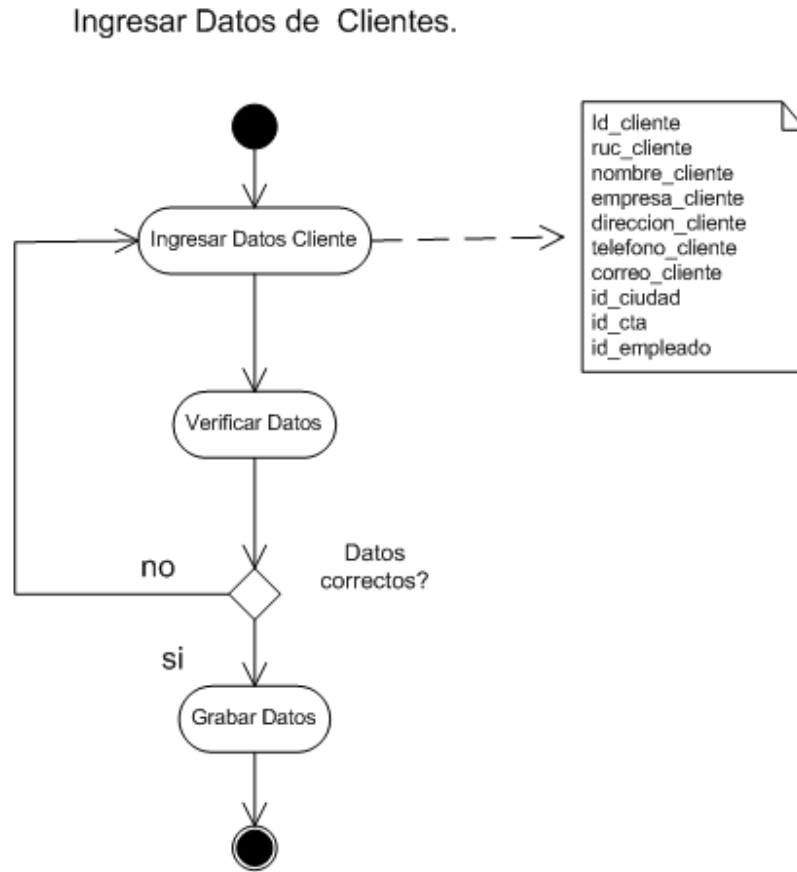 Ingresar Datos de Clientes.
Id_cliente
ruc_cliente
nombre_cliente
empresa_cliente
direccion_cliente
telefono_cliente
correo_cliente
id_ciudad
id_cta
id_empleado
Ingresar Datos Cliente
Verificar Datos
Datos
correctos?
no
si
Grabar Datos